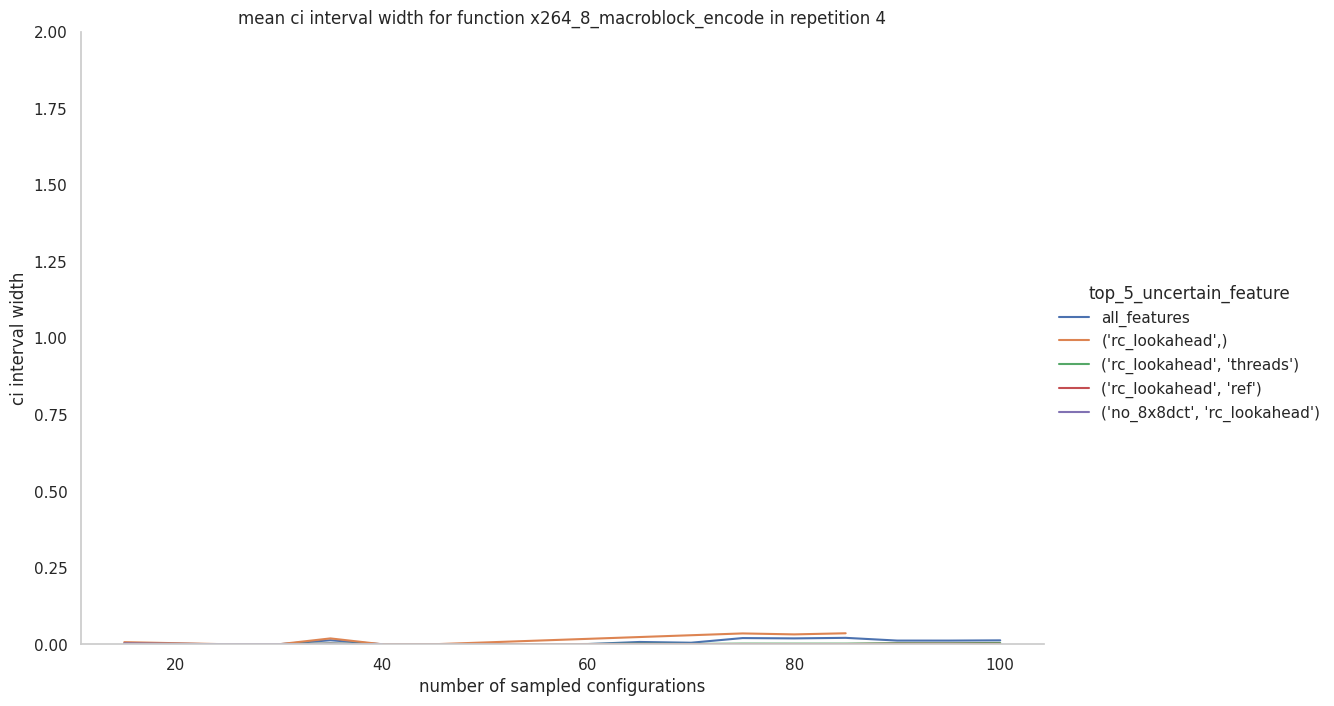 mean ci interval width for function x264_8_macroblock_encode in repetition 4
2.00
1.75
1.50
1.25
1.00
0.75
0.50
0.25
0.00
ci interval width
20
40
60
80
100
number of sampled configurations
top_5_uncertain_feature
all_features
('rc_lookahead',)
('rc_lookahead', 'threads')
('rc_lookahead', 'ref')
('no_8x8dct', 'rc_lookahead')